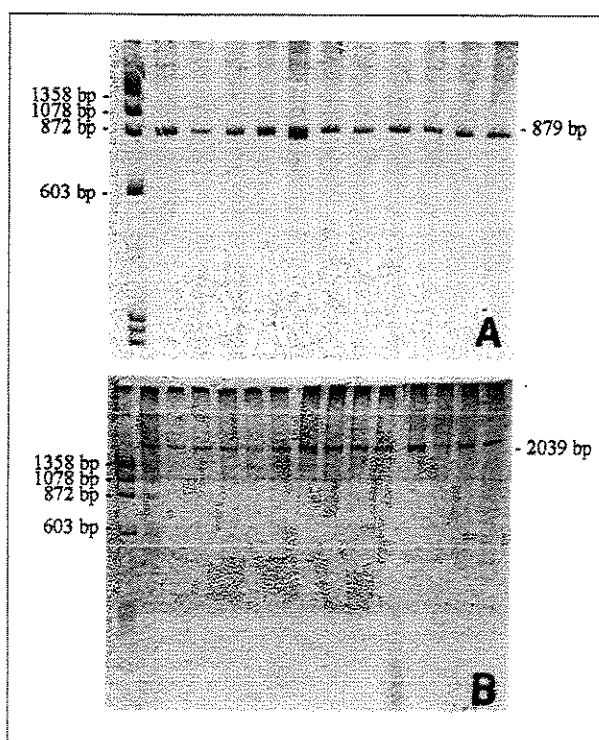 1358 bp -
1078 bp -
872 bp -
- 879 bp
603 bp -
A
1358 bp
1078 bp
872 bp -
603 bp -
- 2039 bp
B